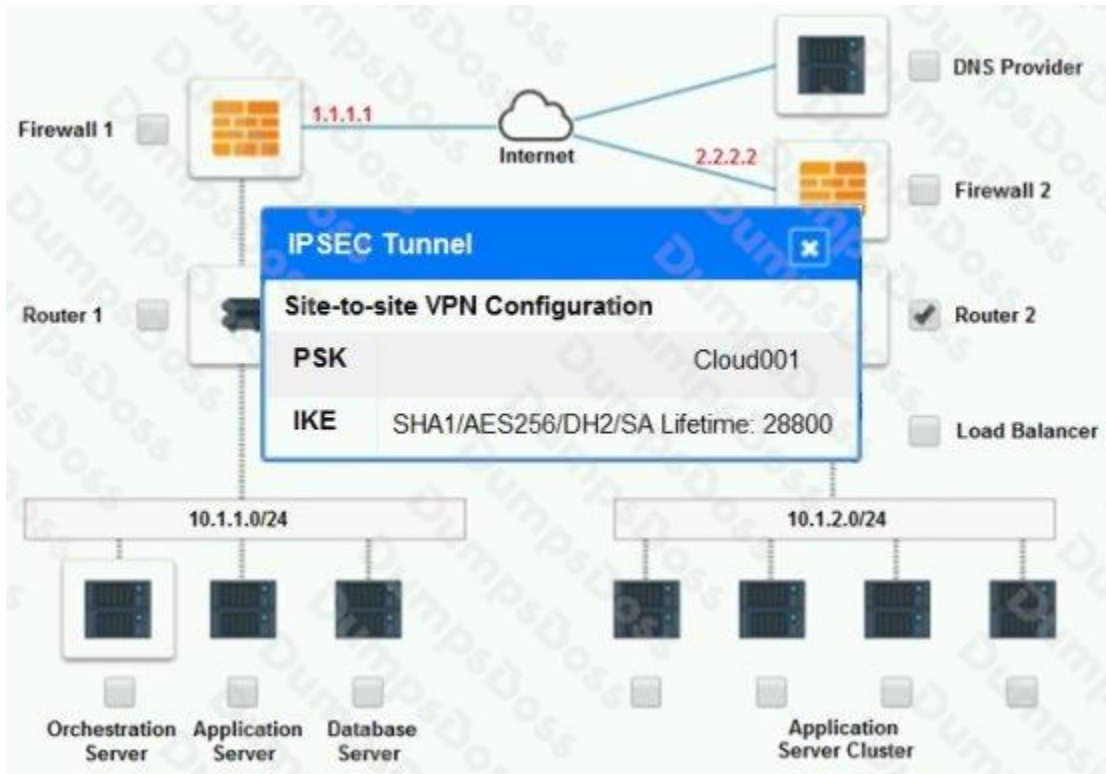 DNS Provider
Firewall 1
1.1.1.1
Internet
2.2.2.2
Firewall 2
IPSEC Tunnel
Site-to-site VPN Configuration
PSK Cloud001
IKE SHA1/AES256/DH2/SA Lifetime: 28800
Router 1
Router 2
Load Balancer
10.1.1.0/24
10.1.2.0/24
Orchestration
Server
Application
Server
Database
Server
Application
Server Cluster
DumpsDoss